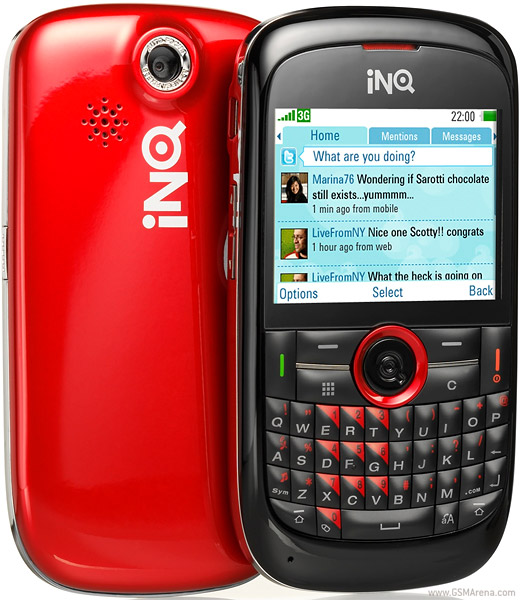 iNQ
iNQ
3G 22:00
Home Mentions Messages
What are you doing?
Marina76 Wondering if Sarotti chocolate
still exists...yummmm...
1 min ago from mobile
LiveFromNY Nice one Scotty!! congrats
1 hour ago from web
LiveFromNY What the heck is going on
Options Select Back
C
Q W E R T Y U I O P
A S D F G H J K L
Sym Z X C V B N M .com
aA
www.GSMArena.com